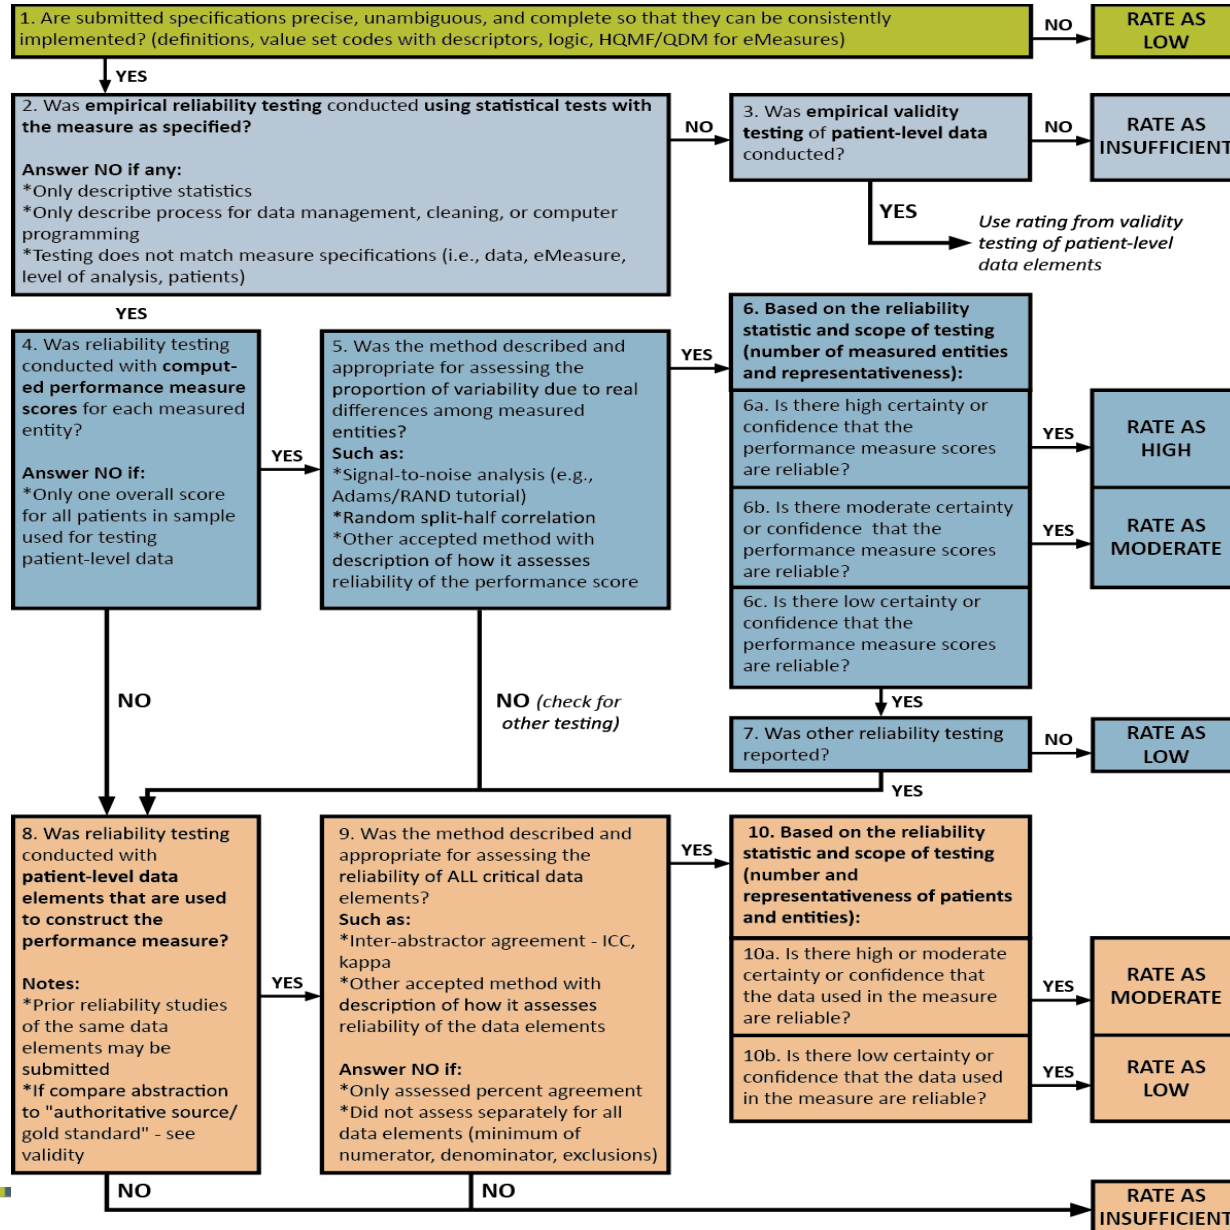 1. Are submitted specifications precise, unambiguous, and complete so that they can be consistently
implemented? (definitions, value set codes with descriptors, logic, HQMF/QDM for eMeasures)
NO
RATE AS
LOW
YES
2. Was empirical reliability testing conducted using statistical tests with
the measure as specified?
Answer NO if any:
*Only descriptive statistics
*Only describe process for data management, cleaning, or computer
programming
*Testing does not match measure specifications (i.e., data, eMeasure,
level of analysis, patients)
NO
3. Was empirical validity
testing of patient-level data
conducted?
NO
RATE AS
INSUFFICIENT
YES
Use rating from validity
testing of patient-level
data elements
YES
4. Was reliability testing
conducted with comput-
ed performance measure
scores for each measured
entity?
Answer NO if:
*Only one overall score
for all patients in sample
used for testing
patient-level data
YES
5. Was the method described and
appropriate for assessing the
proportion of variability due to real
differences among measured
entities?
Such as:
*Signal-to-noise analysis (e.g.,
Adams/RAND tutorial)
*Random split-half correlation
*Other accepted method with
description of how it assesses
reliability of the performance score
YES
6. Based on the reliability
statistic and scope of testing
(number of measured entities
and representativeness):
6a. Is there high certainty or
confidence that the
performance measure scores
are reliable?
YES
RATE AS
HIGH
6b. Is there moderate certainty
or confidence that the
performance measure scores
are reliable?
YES
RATE AS
MODERATE
6c. Is there low certainty or
confidence that the
performance measure scores
are reliable?
YES
NO
NO (check for
other testing)
7. Was other reliability testing
reported?
NO
RATE AS
LOW
YES
8. Was reliability testing
conducted with
patient-level data
elements that are used
to construct the
performance measure?
Notes:
*Prior reliability studies
of the same data
elements may be
submitted
*If compare abstraction
to "authoritative source/
gold standard" - see
validity
YES
9. Was the method described and
appropriate for assessing the
reliability of ALL critical data
elements?
Such as:
*Inter-abstractor agreement - ICC,
kappa
*Other accepted method with
description of how it assesses
reliability of the data elements
Answer NO if:
*Only assessed percent agreement
*Did not assess separately for all
data elements (minimum of
numerator, denominator, exclusions)
YES
10. Based on the reliability
statistic and scope of testing
(number and
representativeness of patients
and entities):
10a. Is there high or moderate
certainty or confidence that
the data used in the measure
are reliable?
YES
RATE AS
MODERATE
10b. Is there low certainty or
confidence that the data used
in the measure are reliable?
YES
RATE AS
LOW
NO
NO
RATE AS
INSUFFICIENT